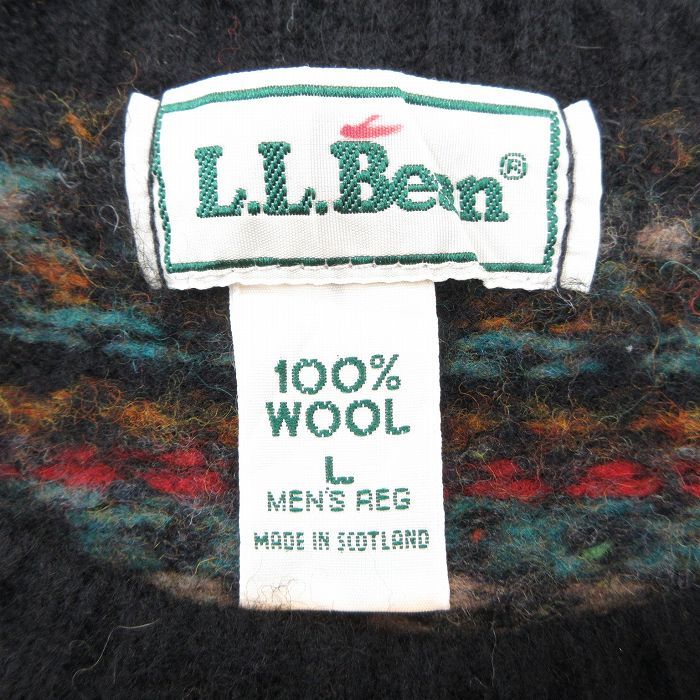 L.L.Bean®
100%
WOOL
L
MEN'S REG
MADE IN SCOTLAND